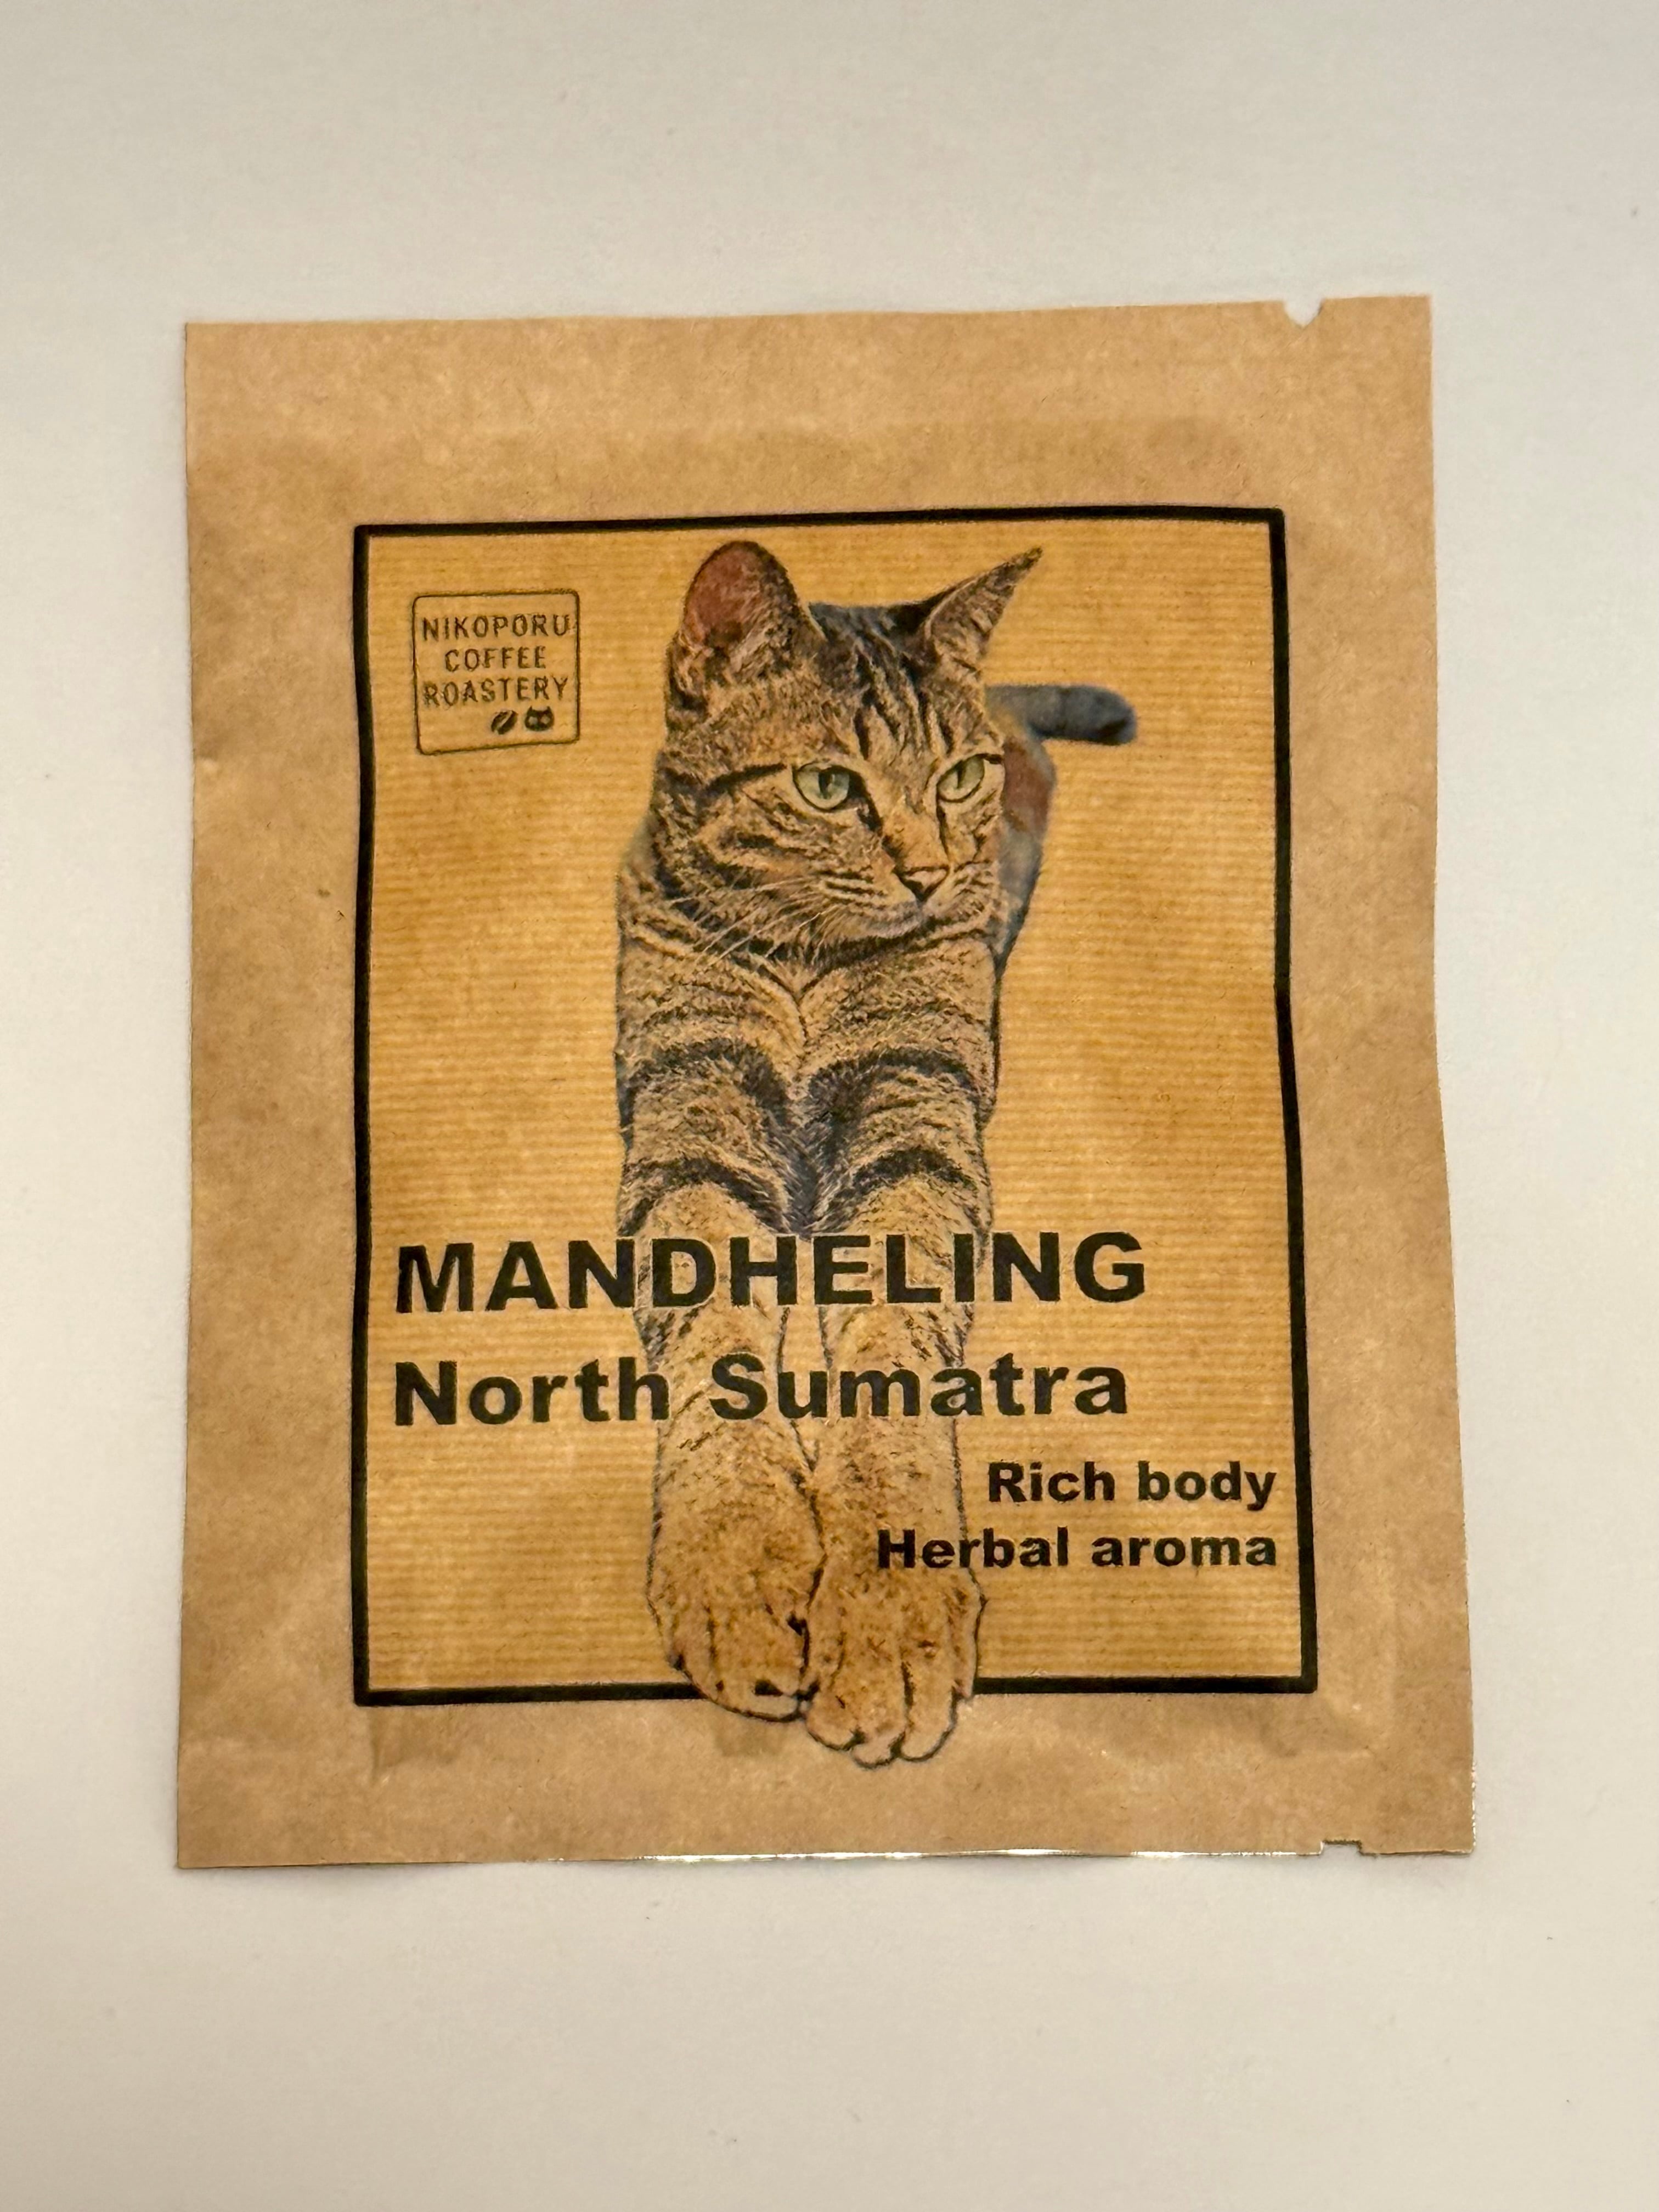 NIKOPORU
COFFEE
ROASTERY
MANDHELING
North Sumatra
Rich body
Herbal aroma